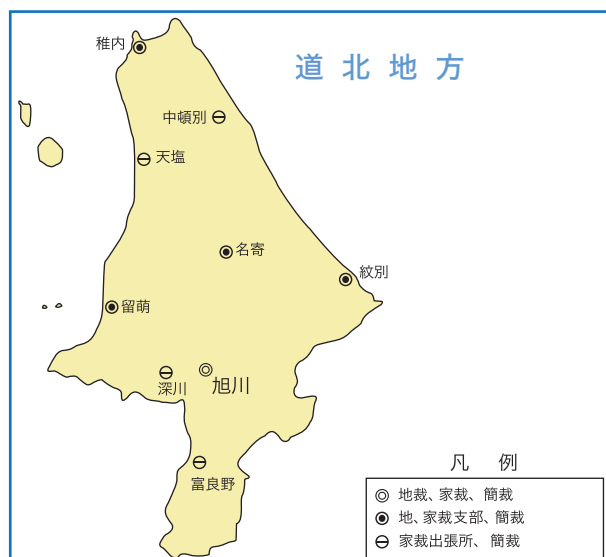 道北地方
稚内
中頓別
天塩
名寄
紋別
留萌
深川
旭川
富良野
凡 例
地裁、家裁、簡裁
地、家裁支部、簡裁
家裁出張所、簡裁